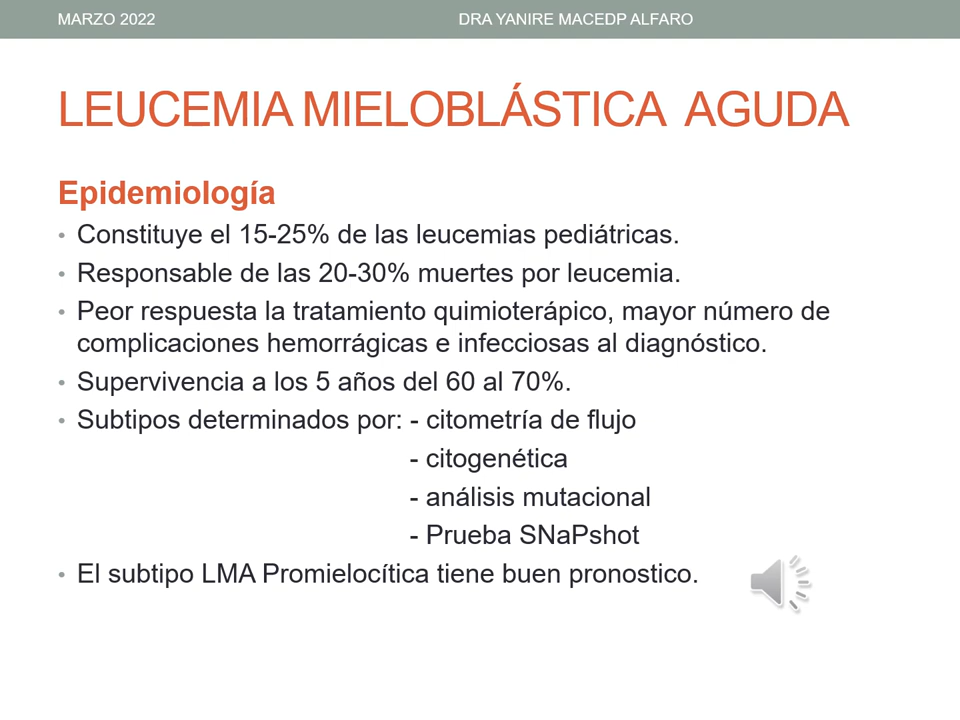 MARZO 2022 DRA YANIRE MACEDP ALFARO
LEUCEMIA MIELOBLÁSTICA AGUDA
Epidemiología
• Constituye el 15-25% de las leucemias pediátricas.
• Responsable de las 20-30% muertes por leucemia.
• Peor respuesta la tratamiento quimioterápico, mayor número de
complicaciones hemorrágicas e infecciosas al diagnóstico.
• Supervivencia a los 5 años del 60 al 70%.
• Subtipos determinados por: - citometría de flujo
- citogenética
- análisis mutacional
- Prueba SNaPshot
• El subtipo LMA Promielocítica tiene buen pronostico.